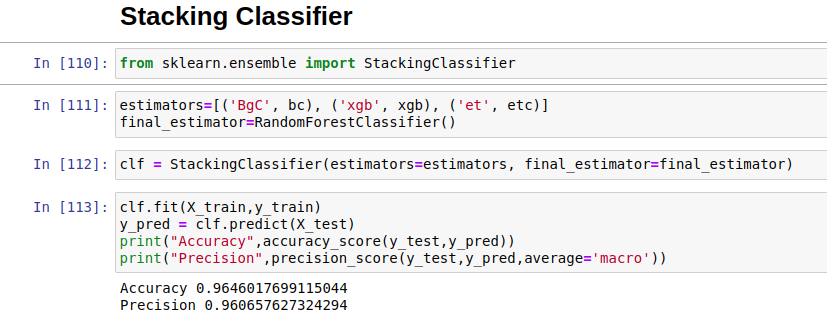 Stacking Classifier
In [110]: from sklearn.ensemble import StackingClassifier
In [111]: estimators=[('BgC', bc), ('xgb', xgb), ('et', etc)]
final_estimator=RandomForestClassifier()
In [112]: clf = StackingClassifier(estimators=estimators, final_estimator=final_estimator)
In [113]: clf.fit(X_train,y_train)
y_pred = clf.predict(X_test)
print("Accuracy",accuracy_score(y_test,y_pred))
print("Precision",precision_score(y_test,y_pred,average='macro'))
Accuracy 0.9646017699115044
Precision 0.960657627324294